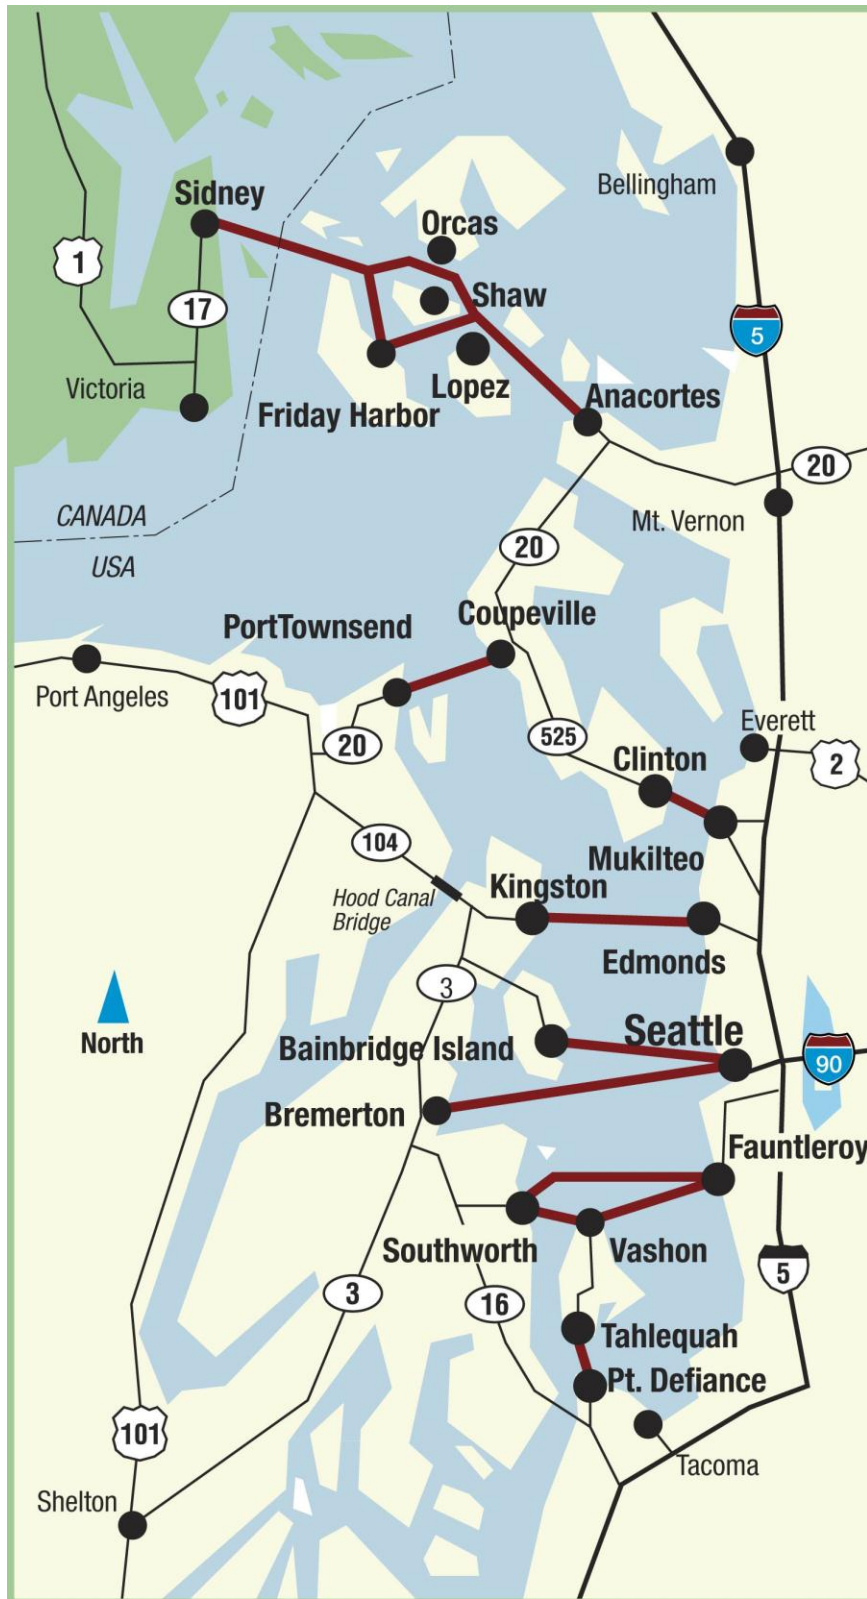 Bellingham
Sidney
Orcas
1
Shaw
17
5
Victoria
Lopez
Anacortes
Friday Harbor
20
CANADA
Mt. Vernon
20
USA
Coupeville
PortTownsend
Port Angeles
101
Everett
20
525
Clinton
2
104
Mukilteo
Kingston
Hood Canal
Bridge
Edmonds
3
Seattle
North
Bainbridge Island
90
Bremerton
Fauntleroy
Southworth
Vashon
5
3
16
Tahlequah
Pt. Defiance
101
Tacoma
Shelton